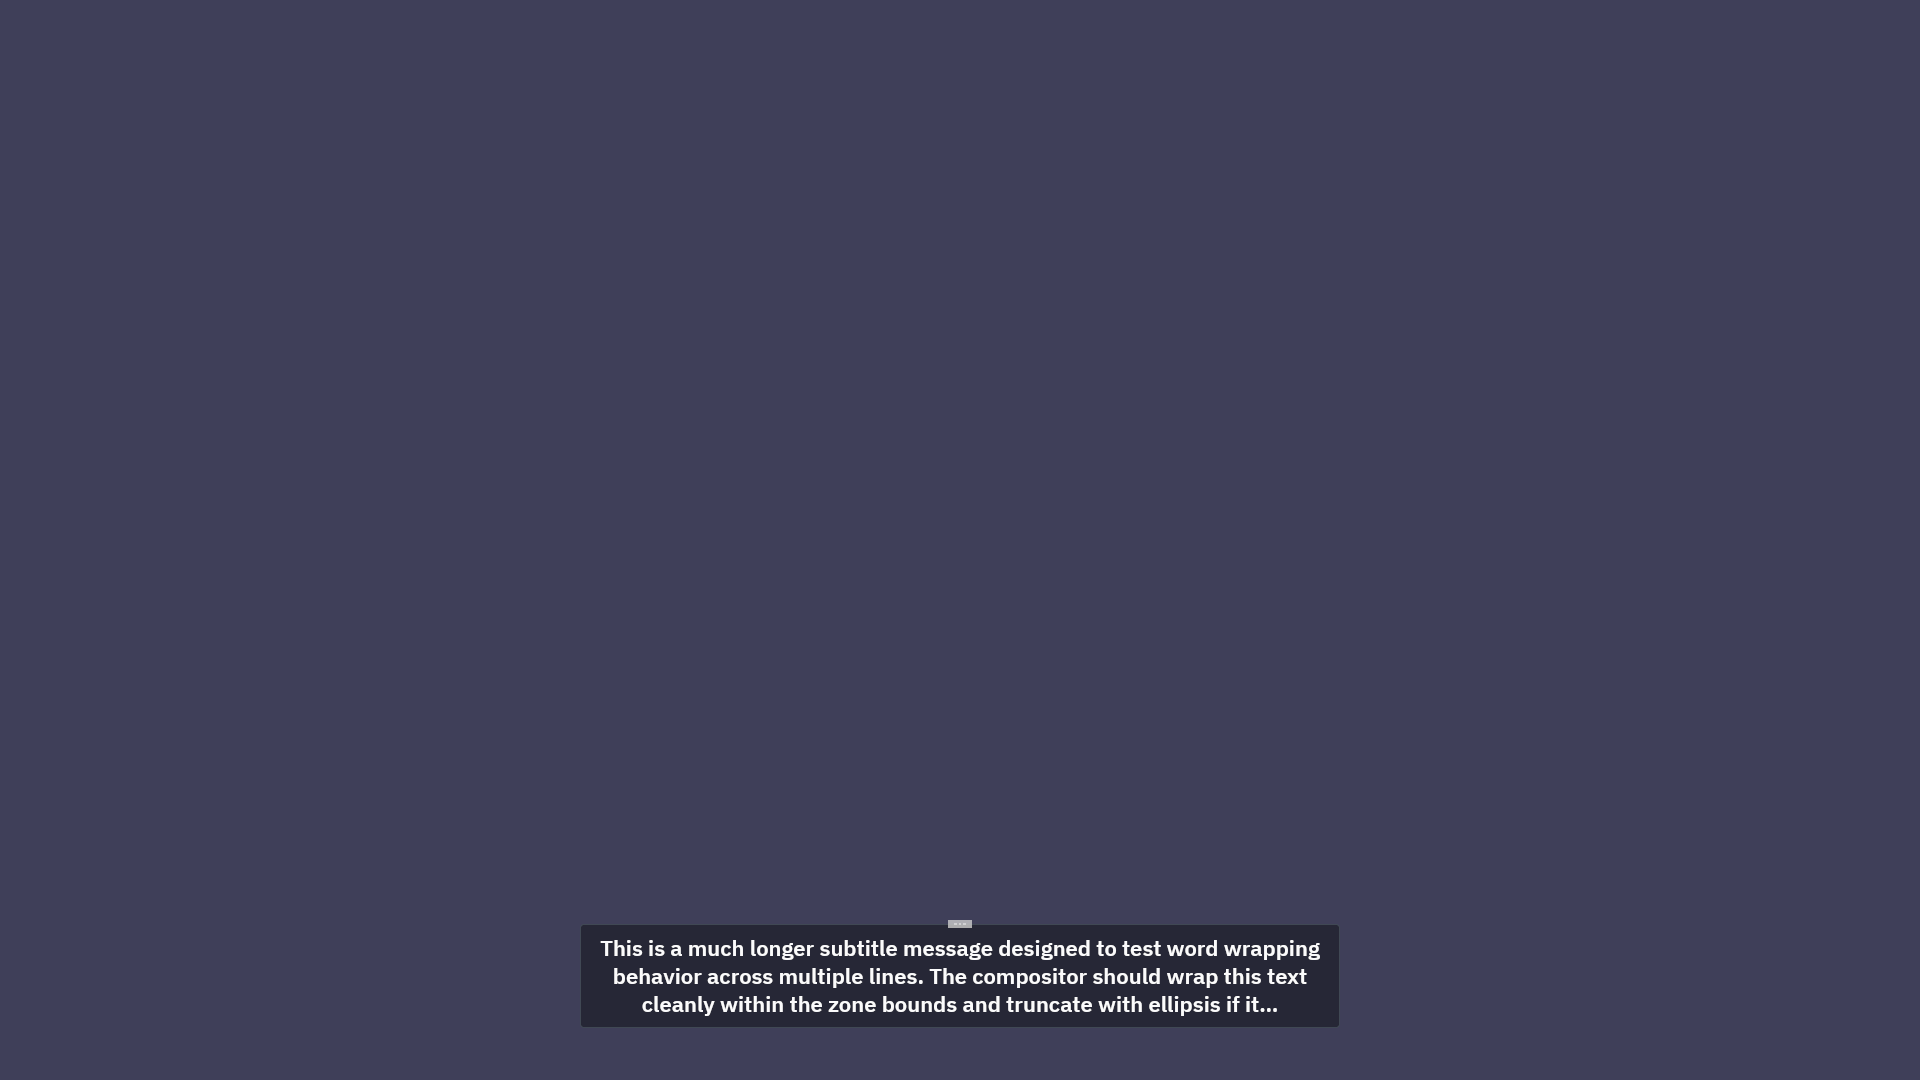 This is a much longer subtitle message designed to test word wrapping
behavior across multiple lines. The compositor should wrap this text
cleanly within the zone bounds and truncate with ellipsis if it...